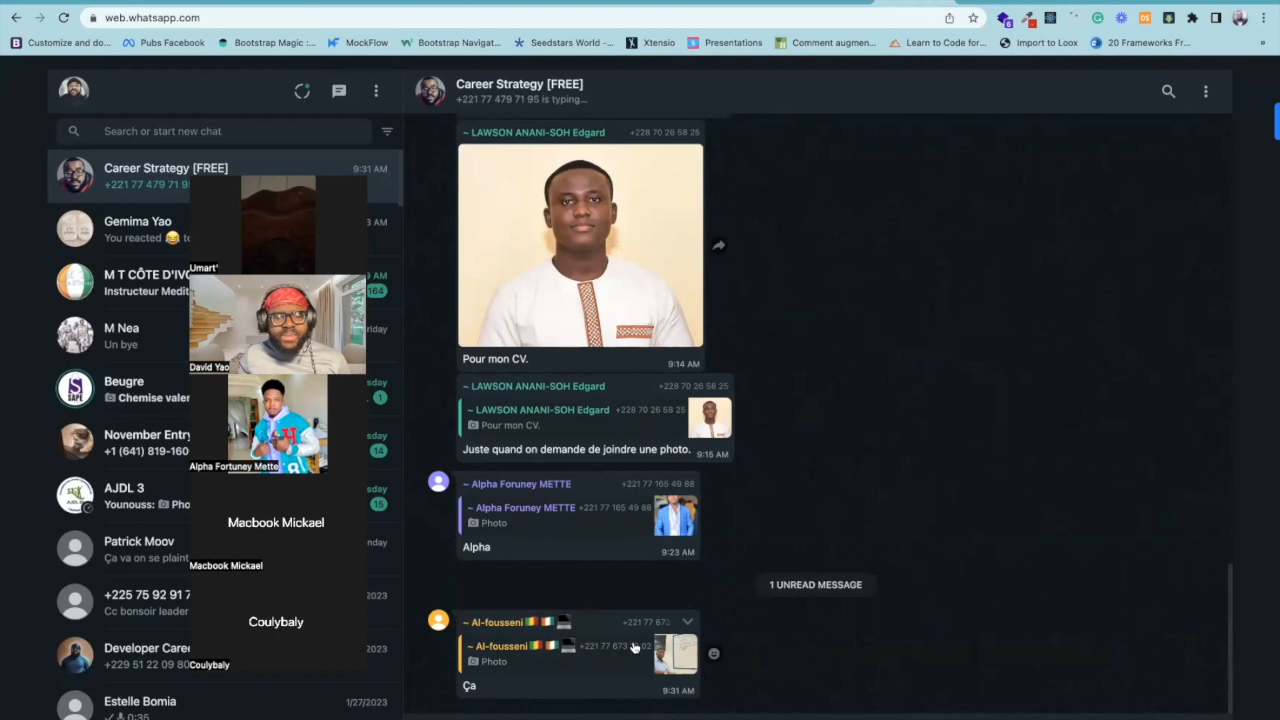 web.whatsapp.com
Customize and do...
Pubs Facebook
Bootstrap Magic :...
MockFlow
Bootstrap Navigat...
Seedstars World -...
Xtensio
Presentations
Comment augmen...
Learn to Code for...
Import to Loox
20 Frameworks Fr...
»
Search or start new chat
Career Strategy [FREE]
9:31 AM
+221 77 479 71 9
Gemima Yao
3 AM
You reacted 😂 to
M T CÔTE D'IV
9 AM
Instructeur Medit
164
M Nea
Friday
Un bye
Beugre
sday
Chemise valer
1
November Entry
sday
+1 (641) 819-160
14
AJDL 3
sday
Younouss: Pho
15
Patrick Moov
nday
Ça va on se plaint
+225 75 92 91 7
2023
Cc bonsoir leader
Developer Caree
2023
+229 51 22 09 80
Estelle Bomia
1/27/2023
0:35
Umart'
David Yao
Alpha Fortuney Mette
Macbook Mickael
Macbook Mickael
Coulybaly
Coulybaly
Career Strategy [FREE]
+221 77 479 71 95 is typing...
~ LAWSON ANANI-SOH Edgard +228 70 26 58 25
Pour mon CV.
9:14 AM
~ LAWSON ANANI-SOH Edgard +228 70 26 58 25
~ LAWSON ANANI-SOH Edgard +228 70 26 58 25
Pour mon CV.
Juste quand on demande de joindre une photo. 9:15 AM
~ Alpha Foruney METTE +221 77 165 49 88
~ Alpha Foruney METTE +221 77 165 49 88
Photo
Alpha
9:23 AM
1 UNREAD MESSAGE
~ Al-fousseni +221 77 673
~ Al-fousseni +221 77 673 02
Photo
Ça
9:31 AM